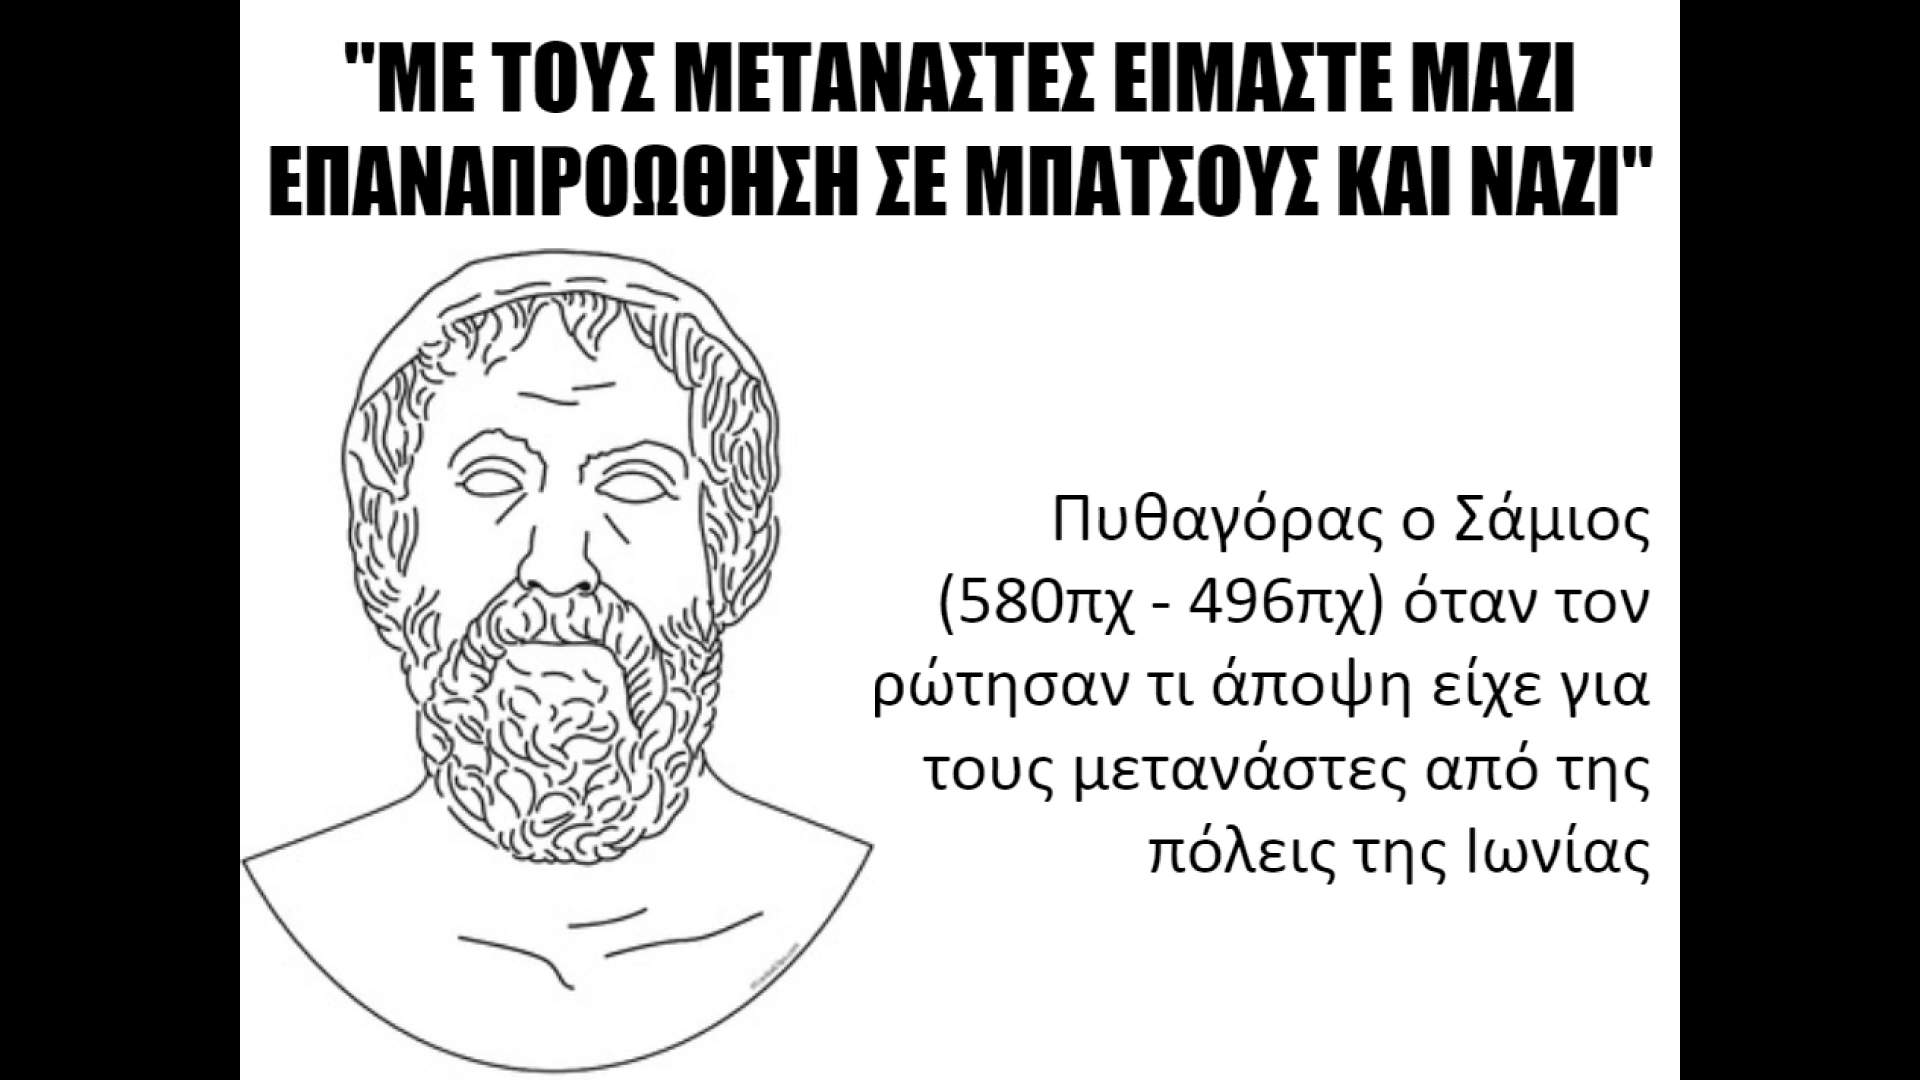 "ΜΕ ΤΟΥΣ ΜΕΤΑΝΑΣΤΕΣ ΕΙΜΑΣΤΕ ΜΑΖΙ
ΕΠΑΝΑΠΡΟΩΘΗΣΗ ΣΕ ΜΠΑΤΣΟΥΣ ΚΑΙ ΝΑΖΙ"
Πυθαγόρας ο Σάμιος
(580πχ - 496πχ) όταν τον
ρώτησαν τι άποψη είχε για
τους μετανάστες από της
πόλεις της Ιωνίας